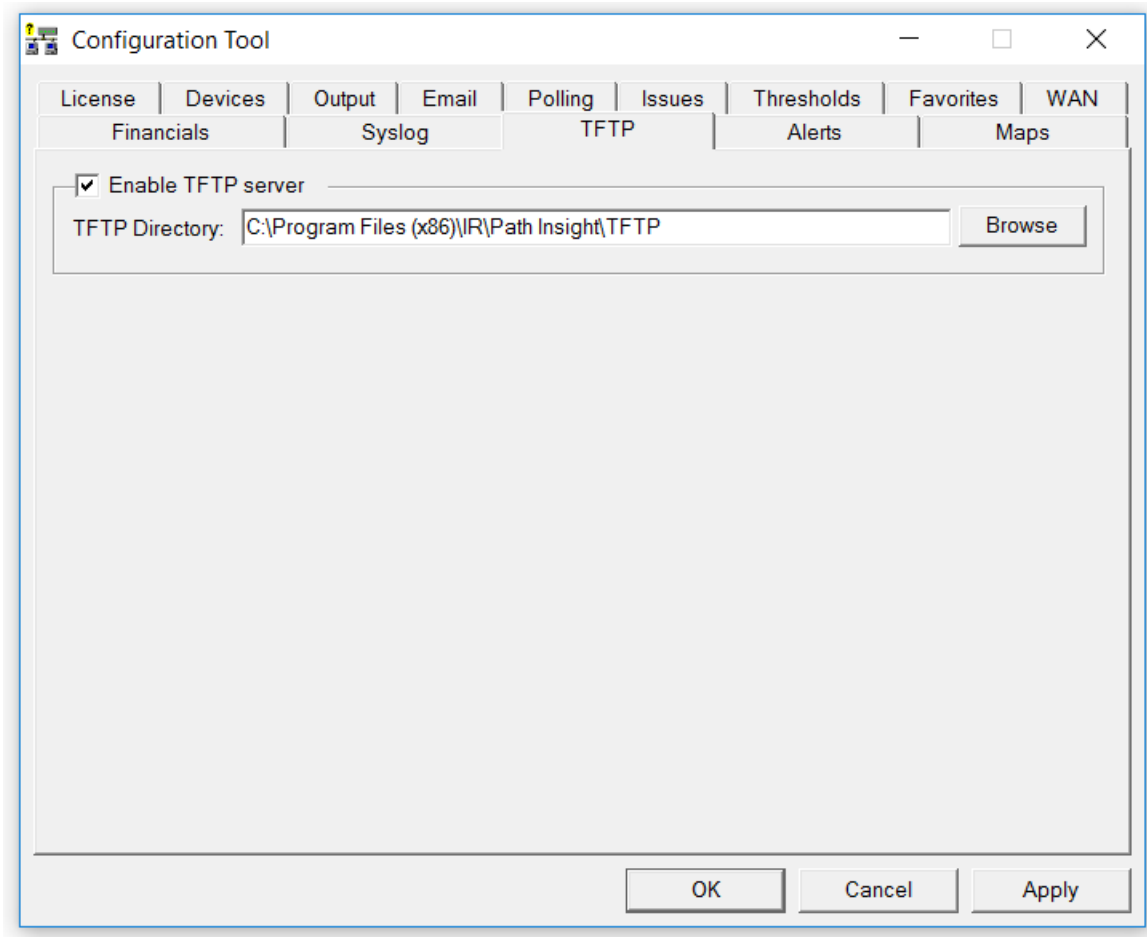 Configuration Tool
License Devices Output Email Polling Issues Thresholds Favorites WAN
Financials Syslog TFTP Alerts Maps
Enable TFTP server
TFTP Directory: C:\Program Files (x86)\IR\Path Insight\TFTP Browse
OK Cancel Apply